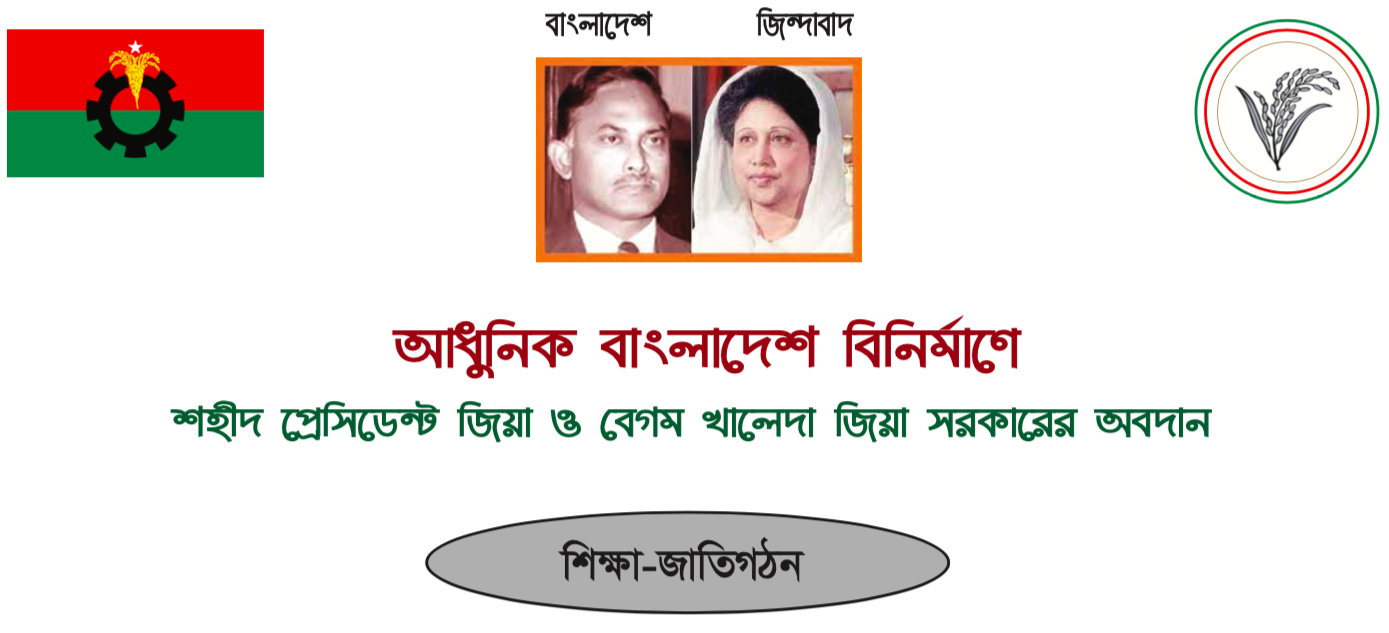 বাংলাদেশ জিন্দাবাদ
আধুনিক বাংলাদেশ বিনির্মাণে
শহীদ প্রেসিডেন্ট জিয়া ও বেগম খালেদা জিয়া সরকারের অবদান
শিক্ষা-জাতিগঠন